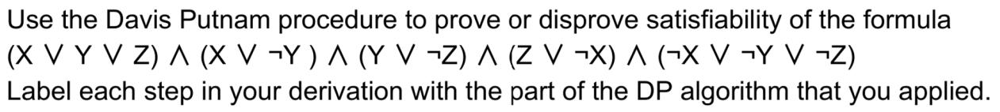 Use the Davis Putnam procedure to prove or disprove satisfiability of the formula
(X ∨ Y ∨ Z) ∧ (X ∨ ¬Y ) ∧ (Y ∨ ¬Z) ∧ (Z ∨ ¬X) ∧ (¬X ∨ ¬Y ∨ ¬Z)
Label each step in your derivation with the part of the DP algorithm that you applied.